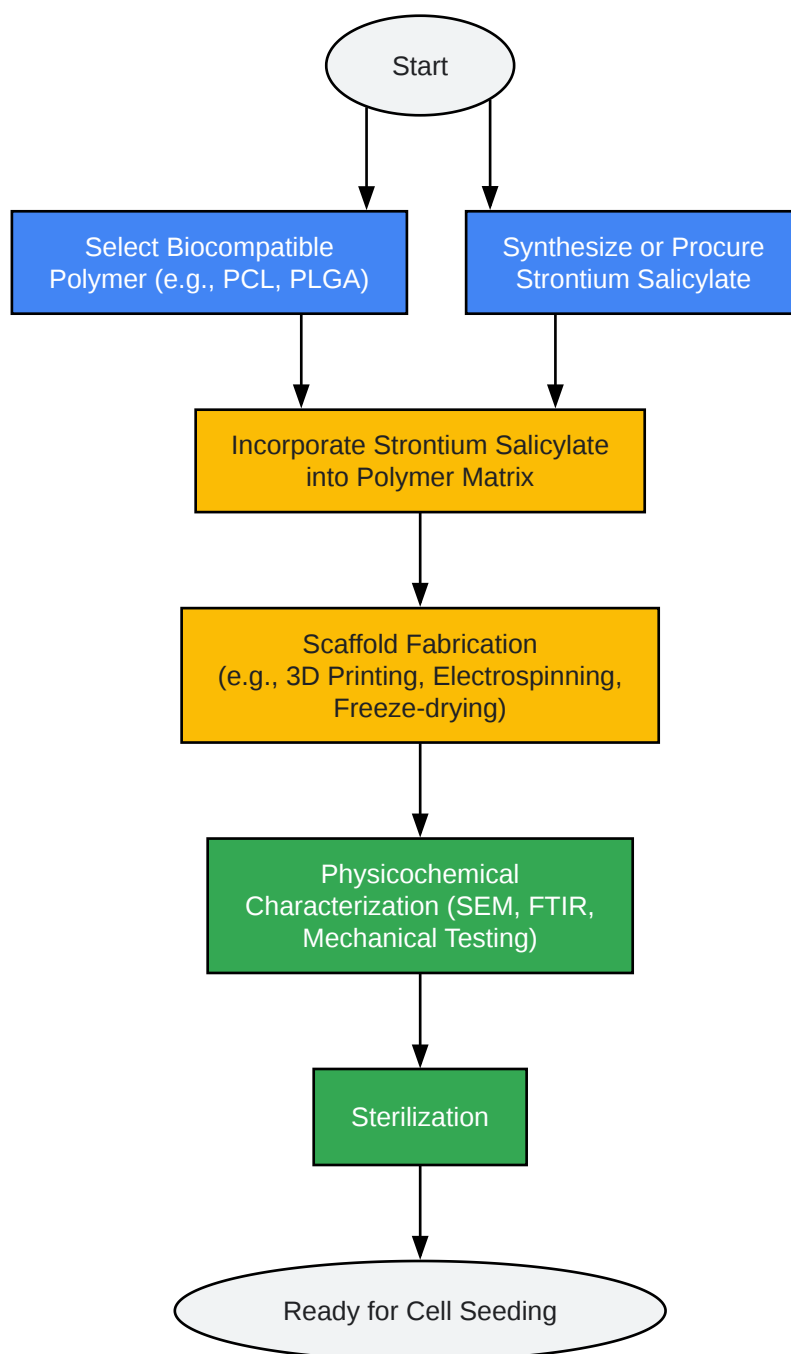 Start
Select Biocompatible
Polymer (e.g., PCL, PLGA)
Synthesize or Procure
Strontium Salicylate
Incorporate Strontium Salicylate
into Polymer Matrix
Scaffold Fabrication
(e.g., 3D Printing, Electrospinning,
Freeze-drying)
Physicochemical
Characterization (SEM, FTIR,
Mechanical Testing)
Sterilization
Ready for Cell Seeding